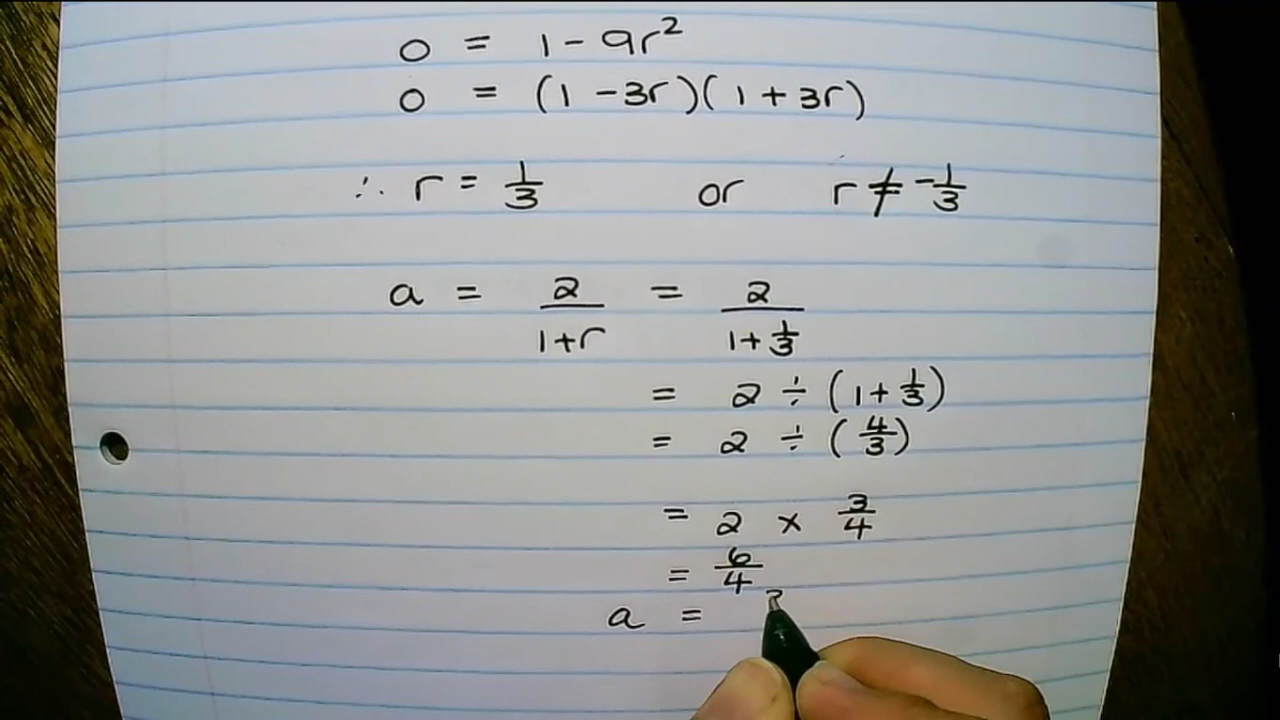 0 = 1 - 9r²
0 = (1 - 3r)(1 + 3r)
∴ r = 1/3 or r ≠ -1/3
a = 2/(1+r) = 2/(1+1/3)
= 2 ÷ (1 + 1/3)
= 2 ÷ (4/3)
= 2 × 3/4
= 6/4
a =